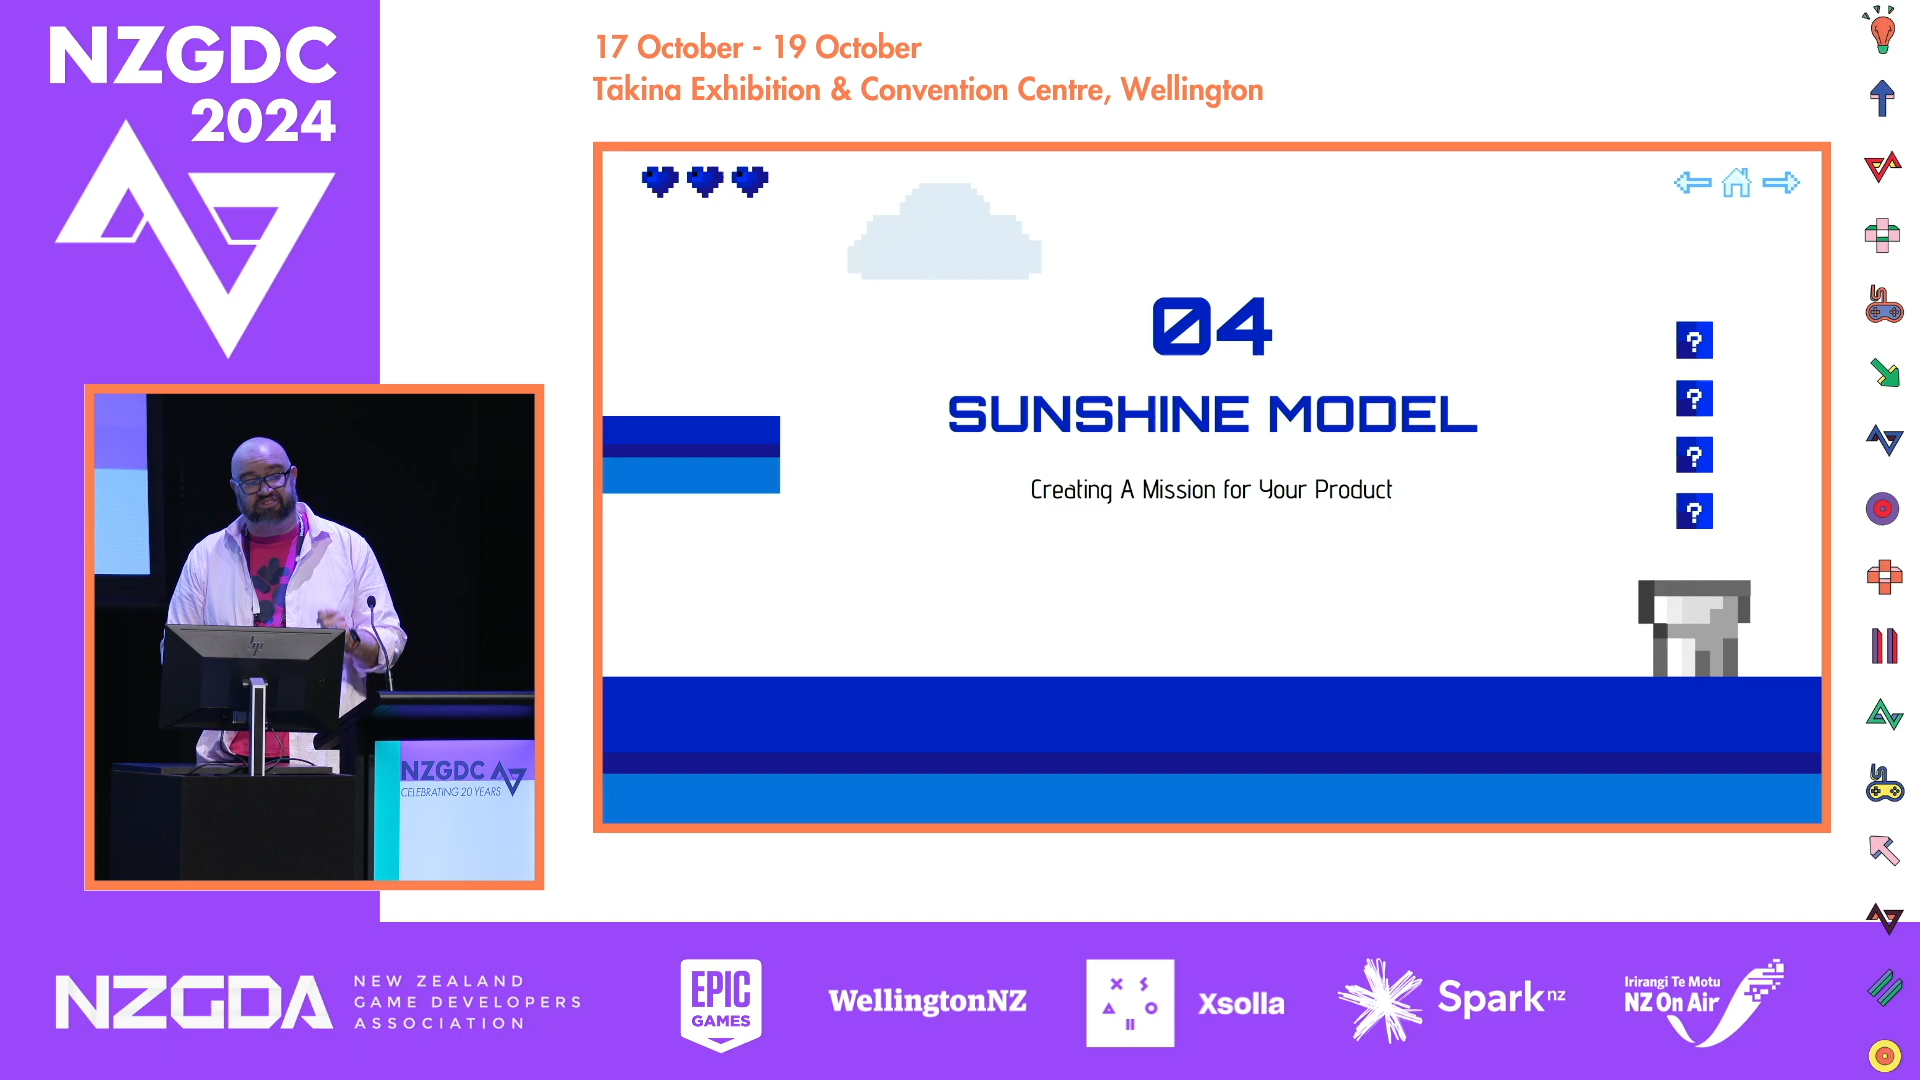 NZGDC
2024
17 October - 19 October
Tākina Exhibition & Convention Centre, Wellington
04
SUNSHINE MODEL
Creating A Mission for Your Product
?
?
?
?
hp
NZGDC
CELEBRATING 20 YEARS
NZGDA
NEW ZEALAND
GAME DEVELOPERS
ASSOCIATION
EPIC
GAMES
WellingtonNZ
Xsolla
Spark nz
Irirangi Te Motu
NZ On Air